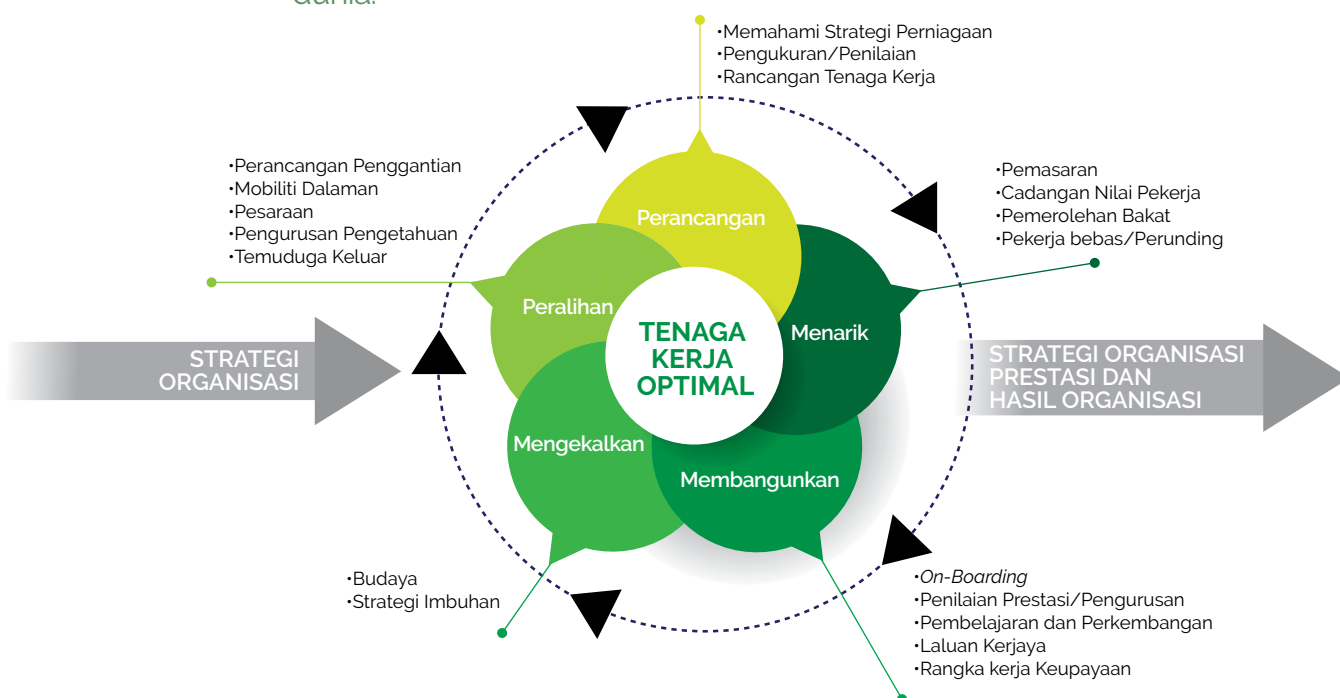 dunia.
•Memahami Strategi Perniagaan
•Pengukuran/Penilaian
•Rancangan Tenaga Kerja
•Perancangan Penggantian
•Mobiliti Dalaman
•Pesaraan
•Pengurusan Pengetahuan
•Temuduga Keluar
•Pemasaran
•Cadangan Nilai Pekerja
•Pemerolehan Bakat
•Pekerja bebas/Perunding
Perancangan
Peralihan
Menarik
TENAGA
KERJA
OPTIMAL
STRATEGI
ORGANISASI
STRATEGI ORGANISASI
PRESTASI DAN
HASIL ORGANISASI
Mengekalkan
Membangunkan
•Budaya
•Strategi Imbuhan
•On-Boarding
•Penilaian Prestasi/Pengurusan
•Pembelajaran dan Perkembangan
•Laluan Kerjaya
•Rangka kerja Keupayaan